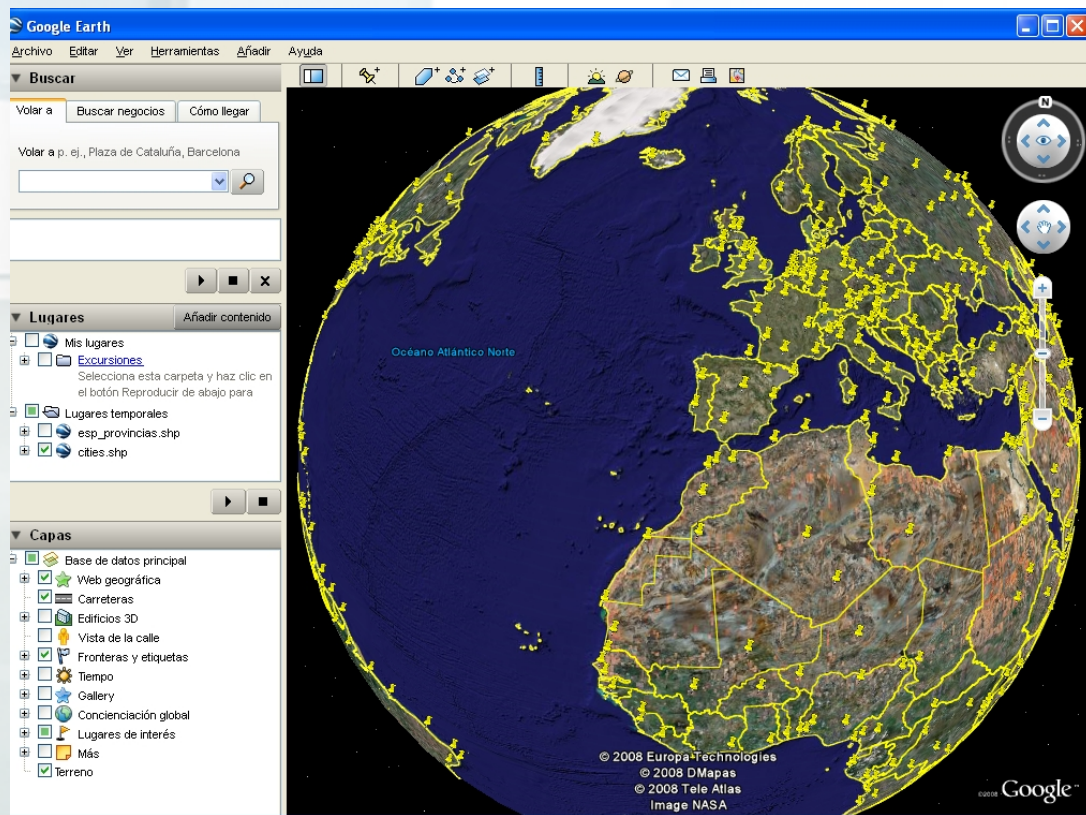 Google Earth
Archivo Editar Ver Herramientas Añadir Ayuda
Buscar
Volar a Buscar negocios Cómo llegar
Volar a p. ej., Plaza de Cataluña, Barcelona
Lugares Añadir contenido
Mis lugares
Excursiones
Selecciona esta carpeta y haz clic en
el botón Reproducir de abajo para
Lugares temporales
esp_provincias.shp
cities.shp
Capas
Base de datos principal
Web geográfica
Carreteras
Edificios 3D
Vista de la calle
Fronteras y etiquetas
Tiempo
Gallery
Concienciación global
Lugares de interés
Más
Terreno
N
Océano Atlántico Norte
© 2008 Europa Technologies
© 2008 DMapas
© 2008 Tele Atlas
Image NASA
©2008 Google™